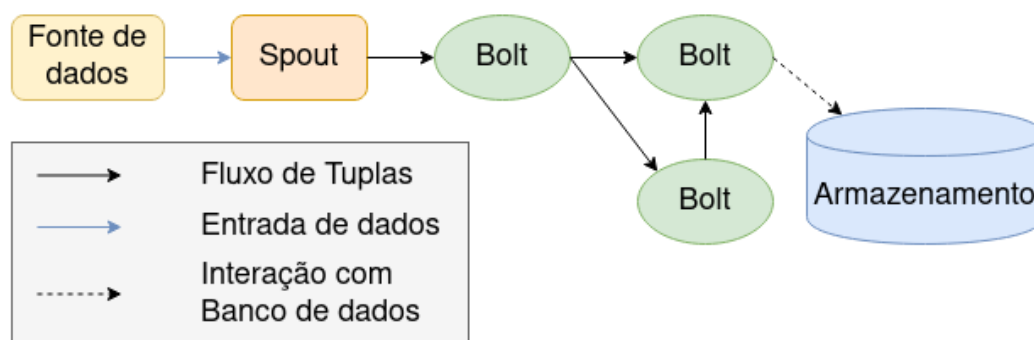 Fonte de
dados
Spout
Bolt
Bolt
Bolt
Armazenamento
Fluxo de Tuplas
Entrada de dados
Interação com
Banco de dados